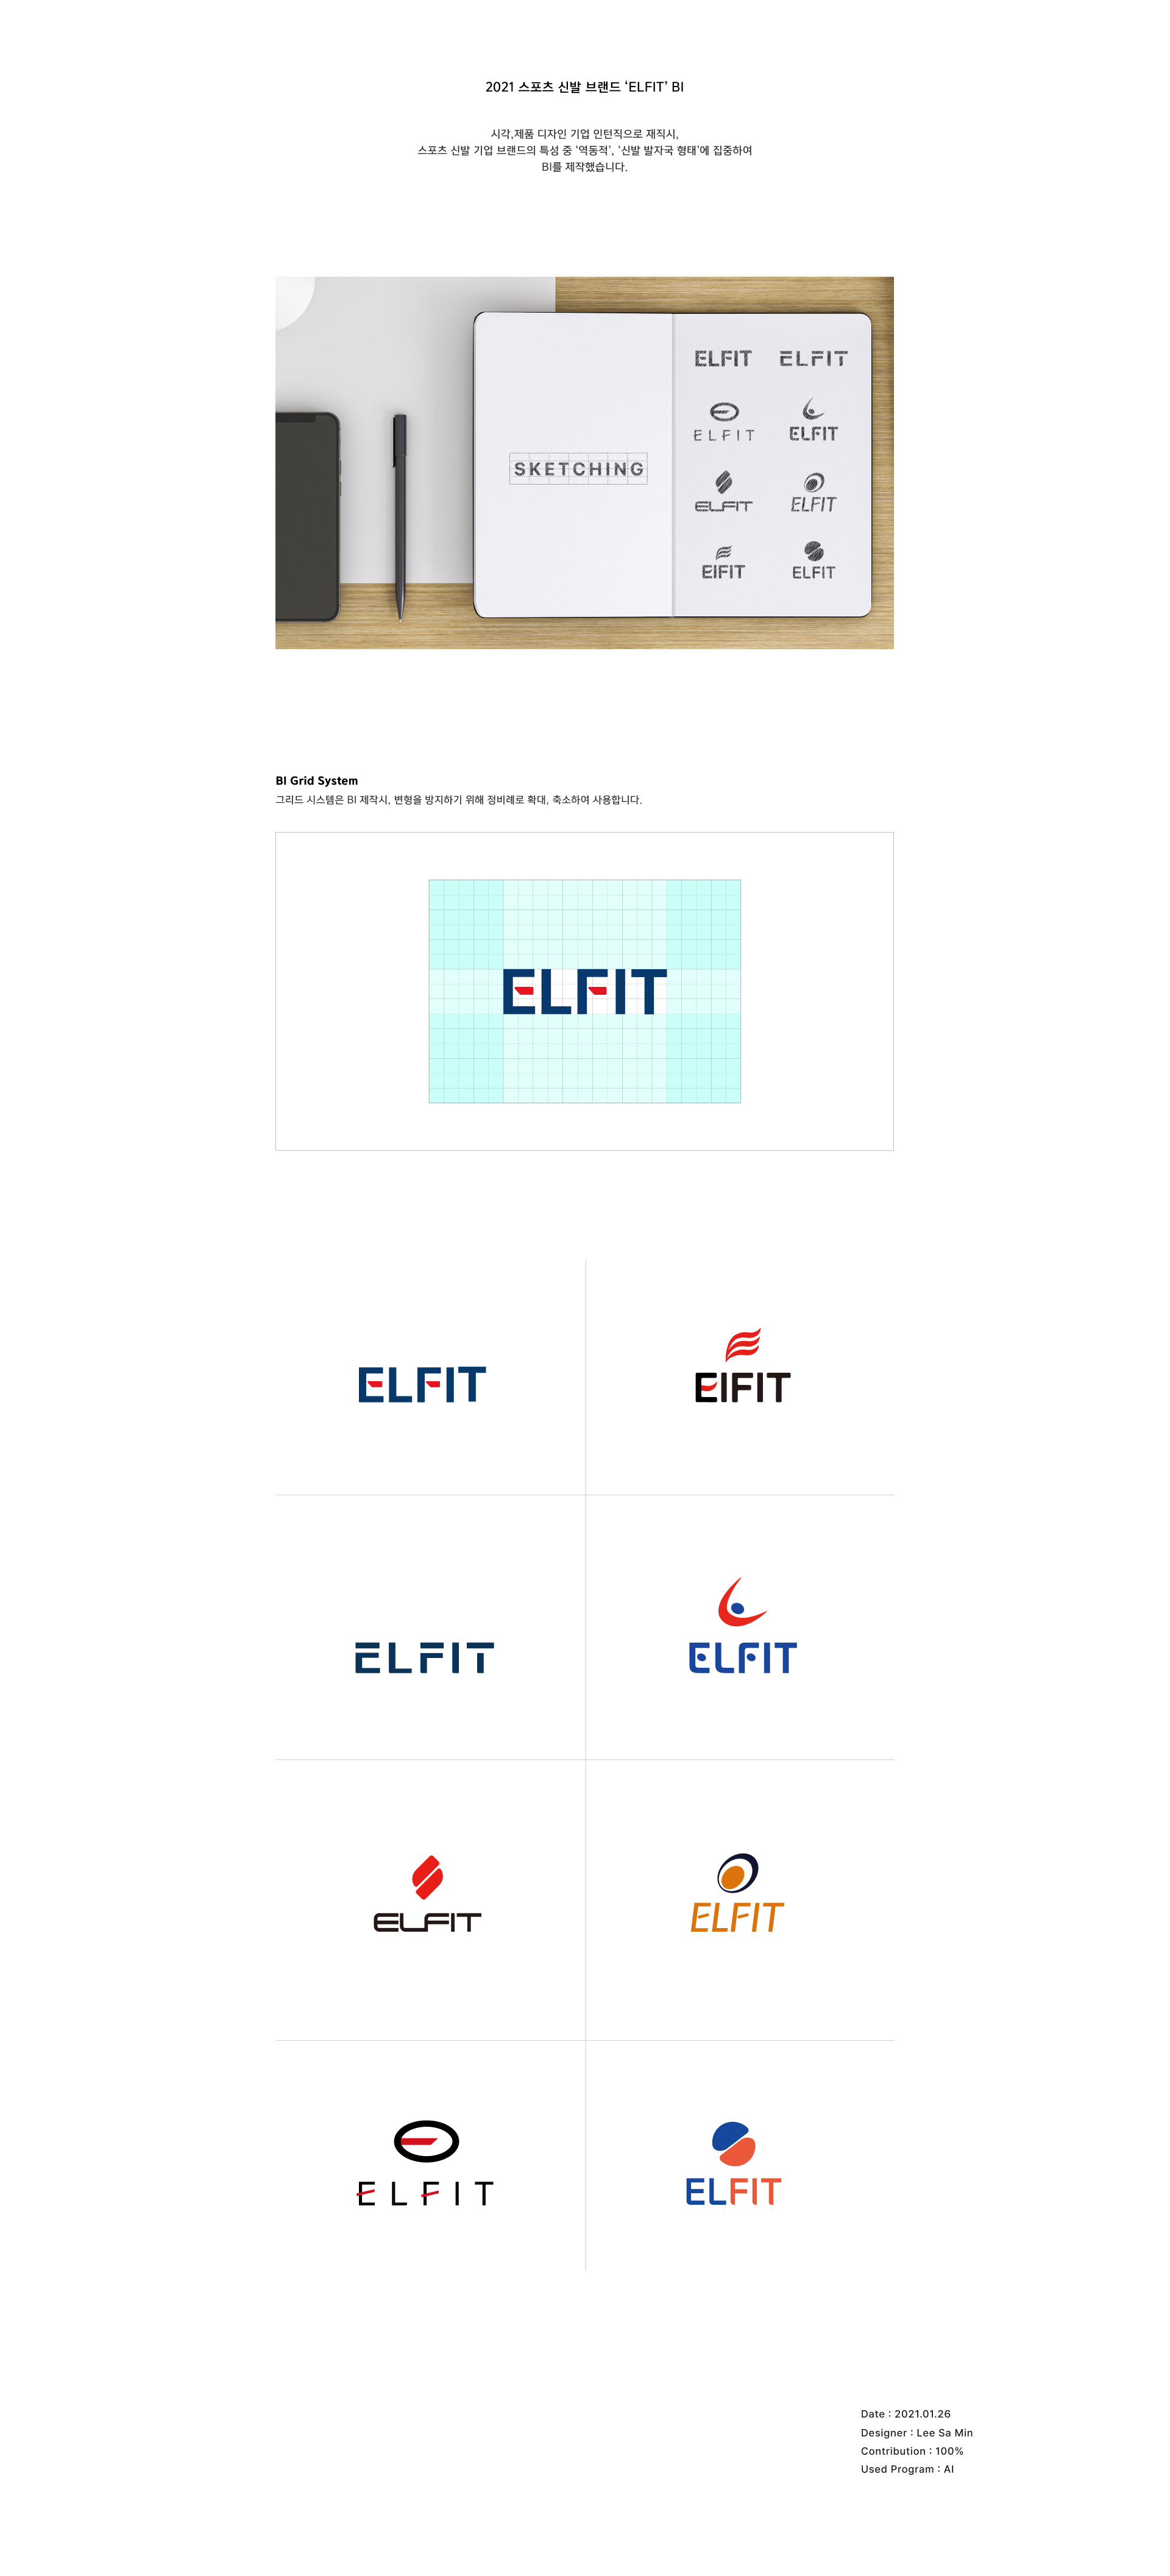 2021 스포츠 신발 브랜드 ‘ELFIT’ BI
시각,제품 디자인 기업 인턴직으로 재직시,
스포츠 신발 기업 브랜드의 특성 중 ‘역동적’, ‘신발 발자국 형태’에 집중하여
BI를 제작했습니다.
SKETCHING
ELFIT ELFIT
ELFIT ELFIT
ELFIT ELFIT
EIFIT ELFIT
BI Grid System
그리드 시스템은 BI 제작시, 변형을 방지하기 위해 정비례로 확대, 축소하여 사용합니다.
ELFIT
ELFIT EIFIT
ELFIT ELFIT
ELFIT ELFIT
ELFIT ELFIT
Date : 2021.01.26
Designer : Lee Sa Min
Contribution : 100%
Used Program : AI